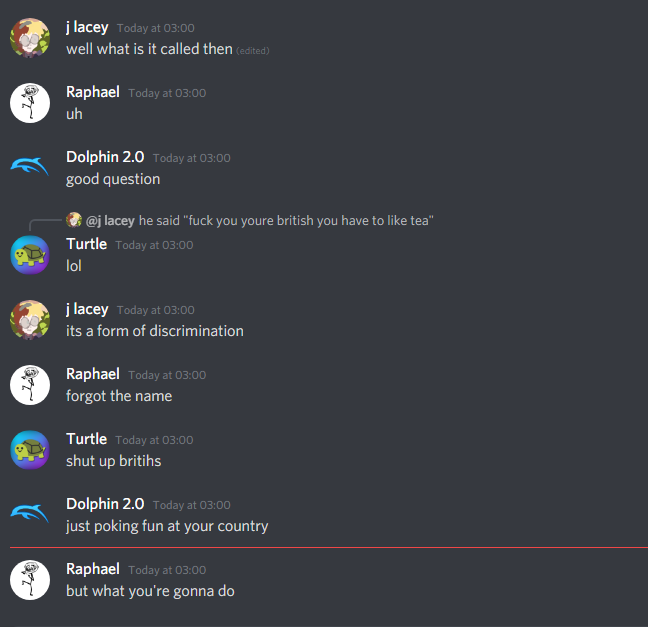 j lacey Today at 03:00
well what is it called then (edited)
Raphael Today at 03:00
uh
Dolphin 2.0 Today at 03:00
good question
@j lacey he said "fuck you youre british you have to like tea"
Turtle Today at 03:00
lol
j lacey Today at 03:00
its a form of discrimination
Raphael Today at 03:00
forgot the name
Turtle Today at 03:00
shut up britihs
Dolphin 2.0 Today at 03:00
just poking fun at your country
Raphael Today at 03:00
but what you're gonna do